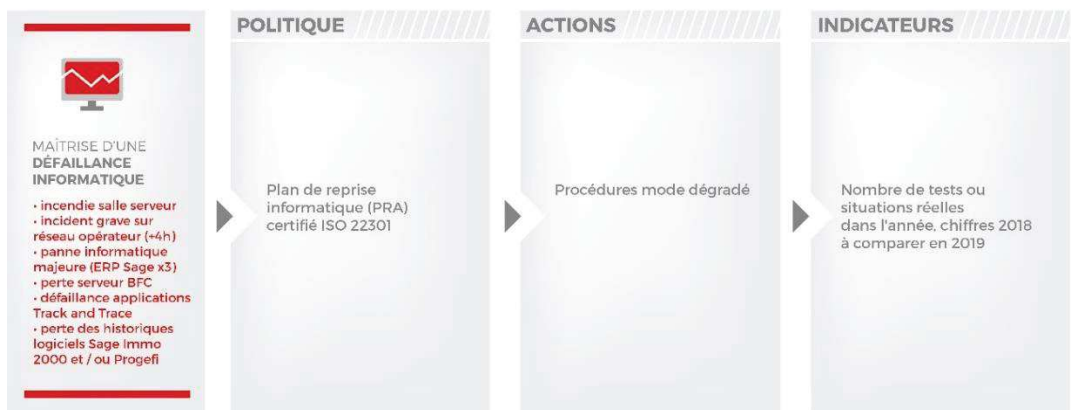 MAÎTRISE D'UNE
DÉFAILLANCE
INFORMATIQUE
• incendie salle serveur
• incident grave sur
réseau opérateur (+4h)
• panne informatique
majeure (ERP Sage x3)
• perte serveur BFC
• défaillance applications
Track and Trace
• perte des historiques
logiciels Sage Immo
2000 et / ou Progefi
POLITIQUE
Plan de reprise
informatique (PRA)
certifié ISO 22301
ACTIONS
Procédures mode dégradé
INDICATEURS
Nombre de tests ou
situations réelles
dans l'année, chiffres 2018
à comparer en 2019